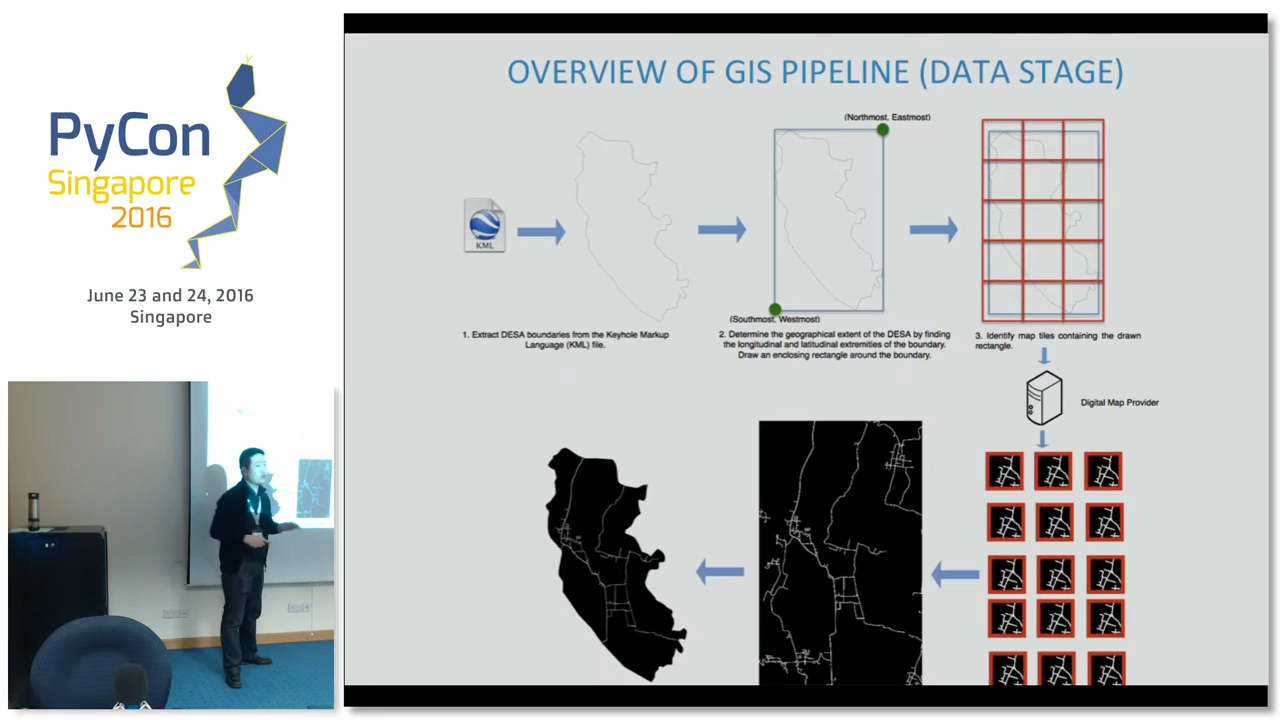 PyCon
Singapore
2016
June 23 and 24, 2016
Singapore
OVERVIEW OF GIS PIPELINE (DATA STAGE)
(Northmost, Eastmost)
KML
(Southmost, Westmost)
1. Extract DESA boundaries from the Keyhole Markup
Language (KML) file.
2. Determine the geographical extent of the DESA by finding
the longitudinal and latitudinal extremities of the boundary.
Draw an enclosing rectangle around the boundary.
3. Identify map tiles containing the drawn
rectangle.
Digital Map Provider